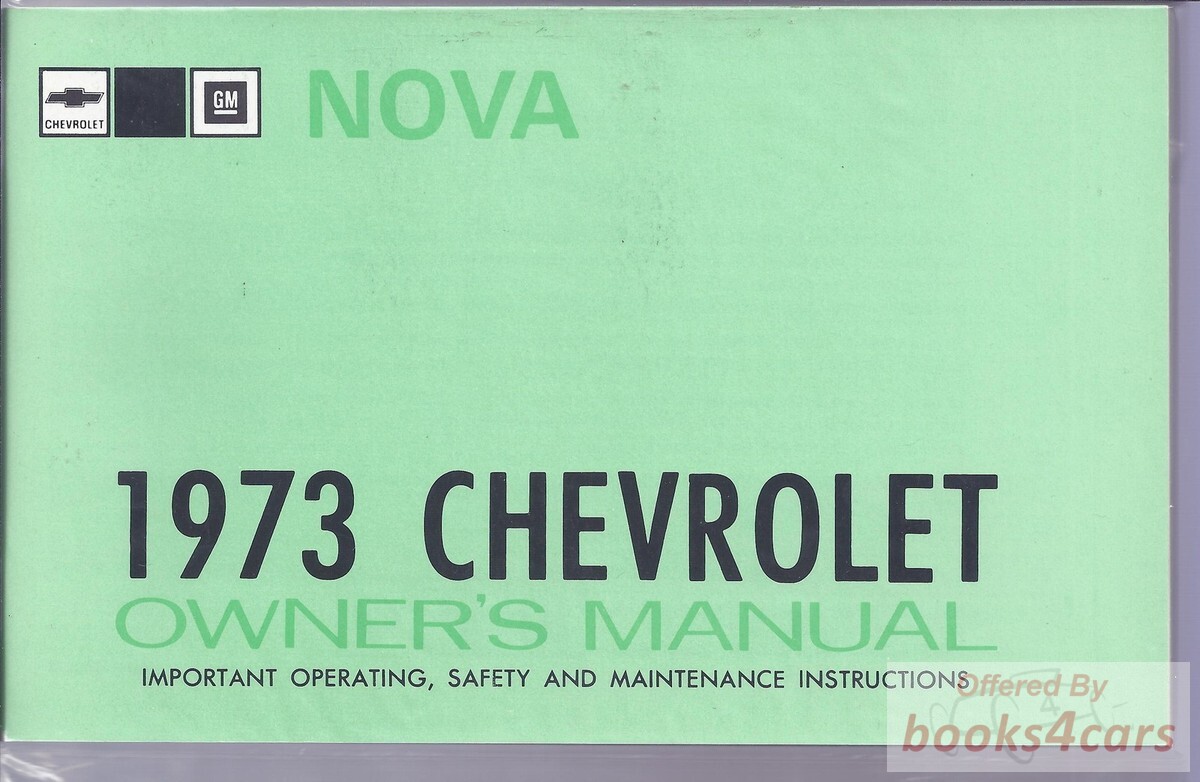 CHEVROLET
GM
NOVA
1973 CHEVROLET
OWNER'S MANUAL
IMPORTANT OPERATING, SAFETY AND MAINTENANCE INSTRUCTIONS
Offered By
books4cars